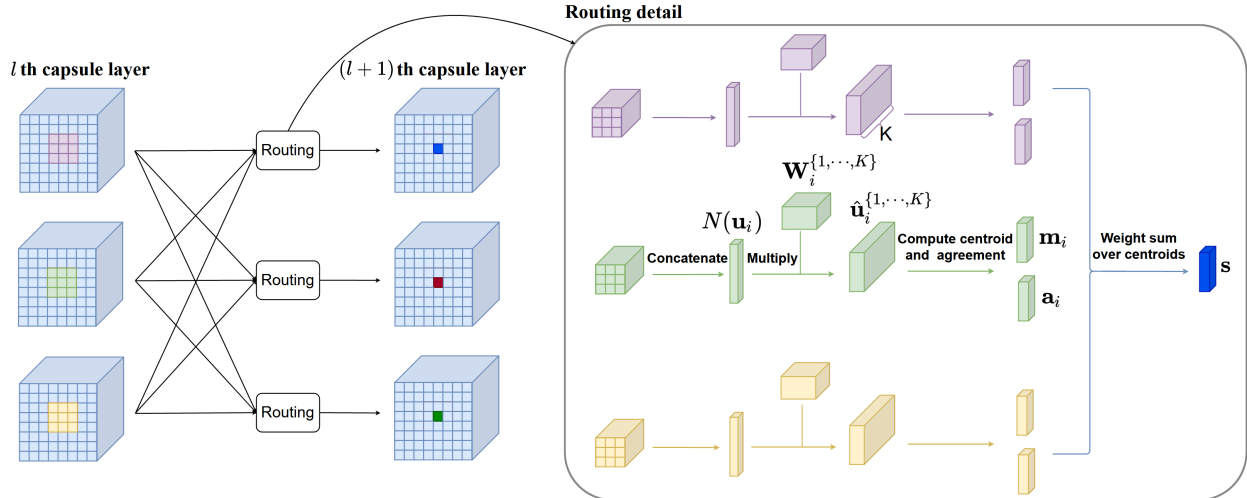 Routing detail
l th capsule layer
(l + 1) th capsule layer
Routing
Routing
Routing
K
W_i^{1,⋯,K}
N(u_i)
û_i^{1,⋯,K}
Concatenate
Multiply
Compute centroid
and agreement
m_i
a_i
Weight sum
over centroids
s